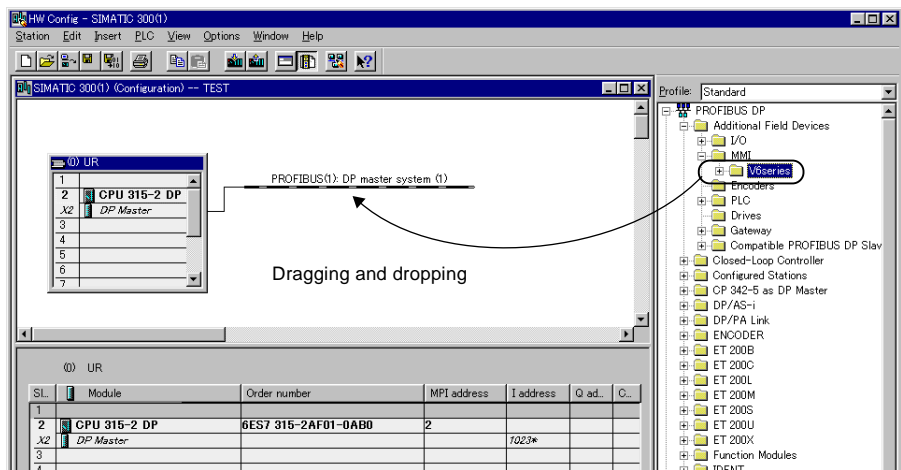 HW Config - SIMATIC 300(1)
Station Edit Insert PLC View Options Window Help
SIMATIC 300(1) (Configuration) -- TEST
(0) UR
1
2 CPU 315-2 DP
X2 DP Master
3
4
5
6
7
PROFIBUS(1): DP master system (1)
Dragging and dropping
Profile: Standard
PROFIBUS DP
Additional Field Devices
I/O
MMI
V6series
Encoders
PLC
Drives
Gateway
Compatible PROFIBUS DP Slav
Closed-Loop Controller
Configured Stations
CP 342-5 as DP Master
DP/AS-i
DP/PA Link
ENCODER
ET 200B
ET 200C
ET 200L
ET 200M
ET 200S
ET 200U
ET 200X
Function Modules
IDENT
(0) UR
Sl... Module Order number MPI address I address Q ad... C...
1
2 CPU 315-2 DP 6ES7 315-2AF01-0AB0 2
X2 DP Master 1023*
3
4